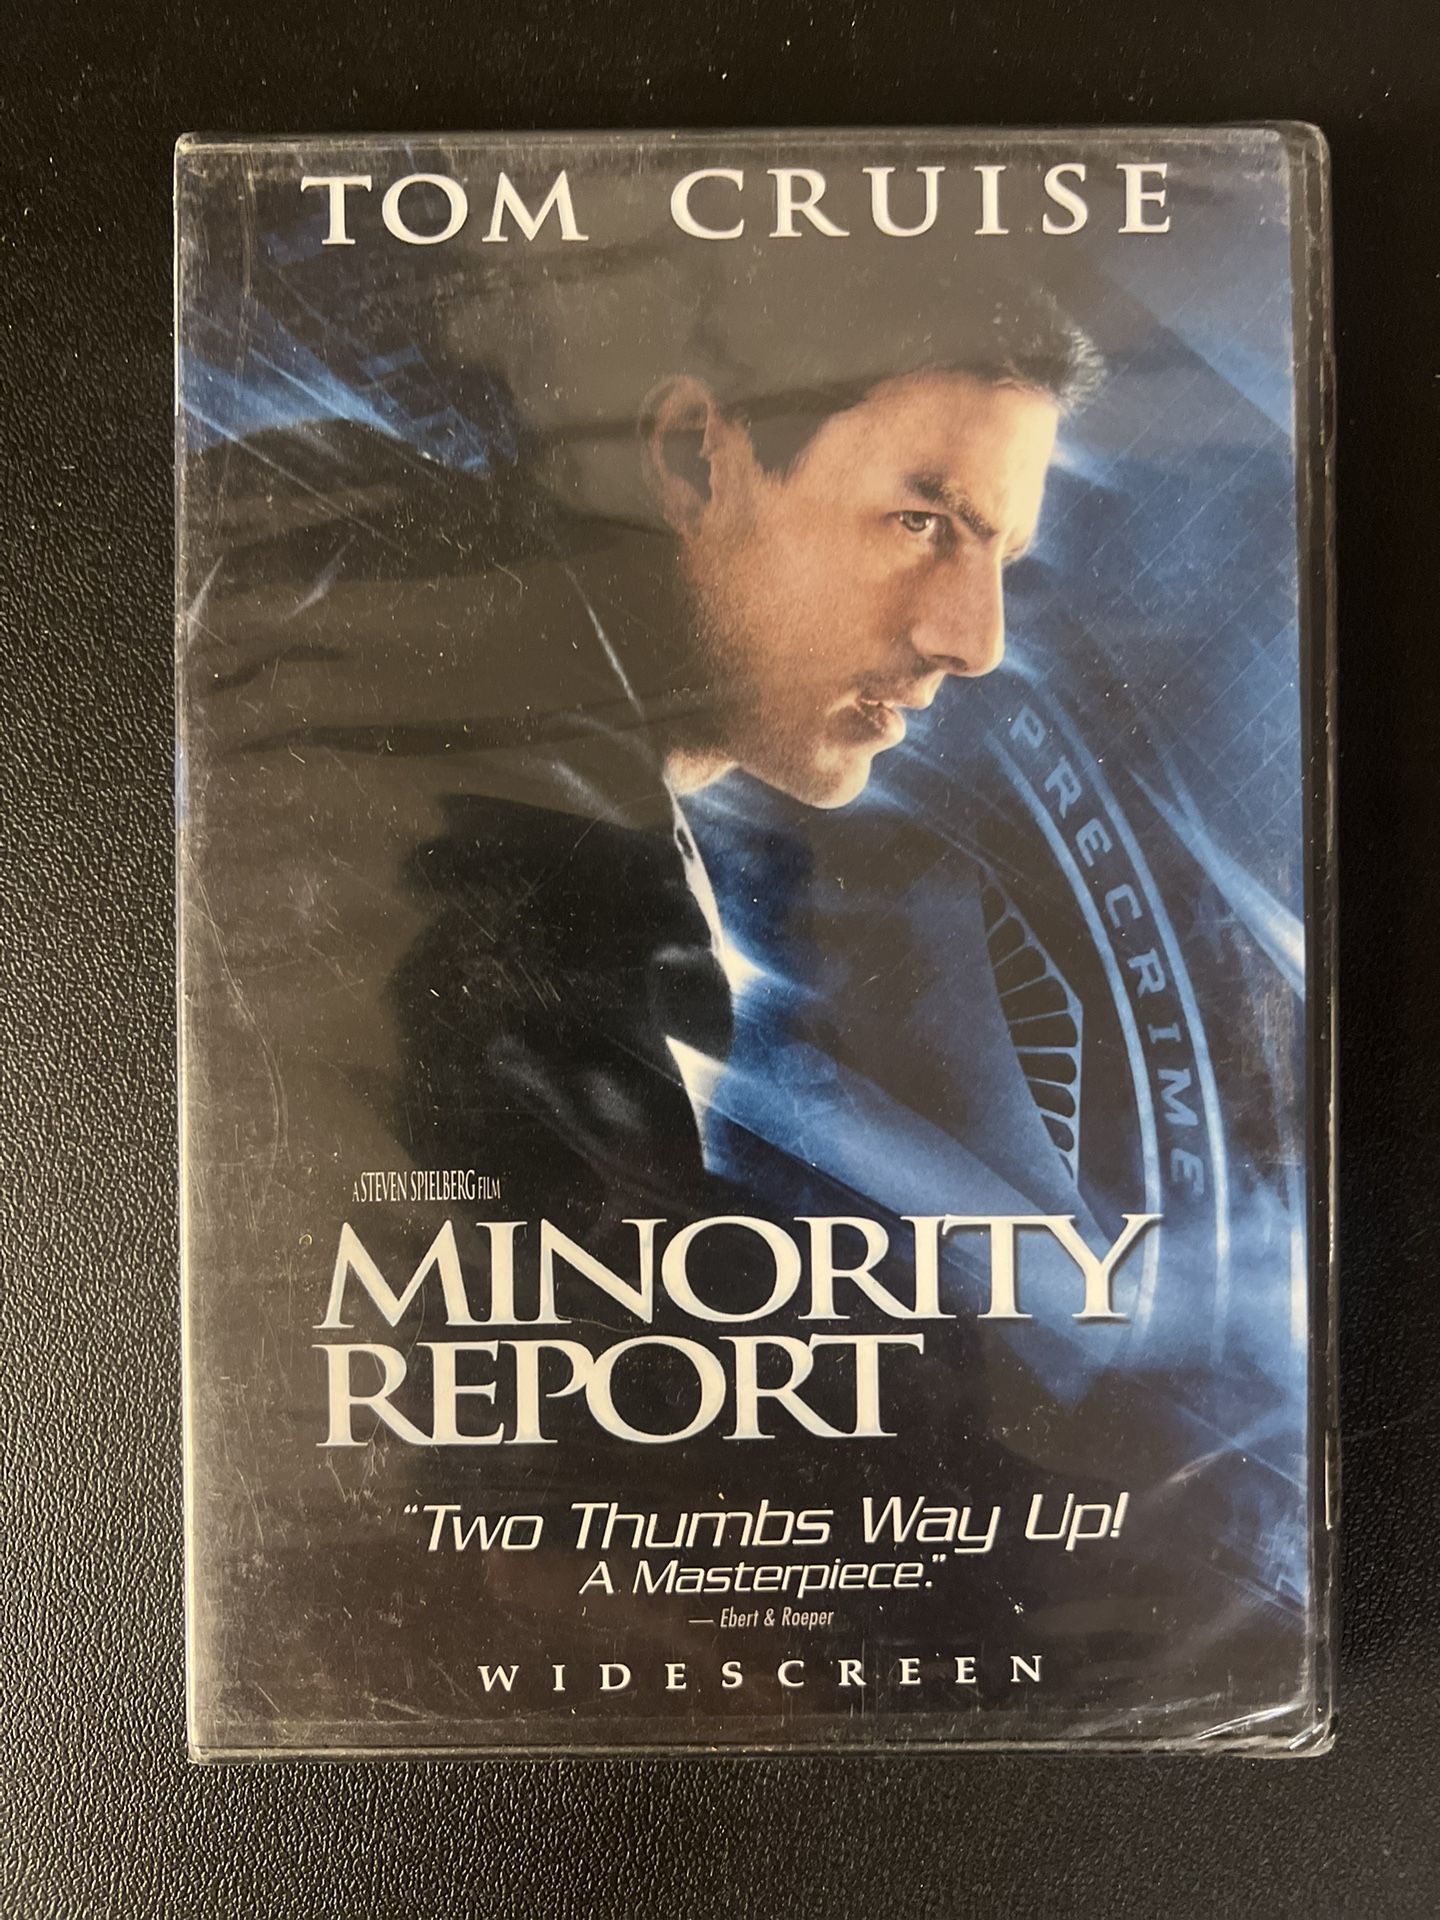 TOM CRUISE
PRECRIME
A STEVEN SPIELBERG FILM
MINORITY
REPORT
"Two Thumbs Way Up!
A Masterpiece."
— Ebert & Roeper
WIDESCREEN